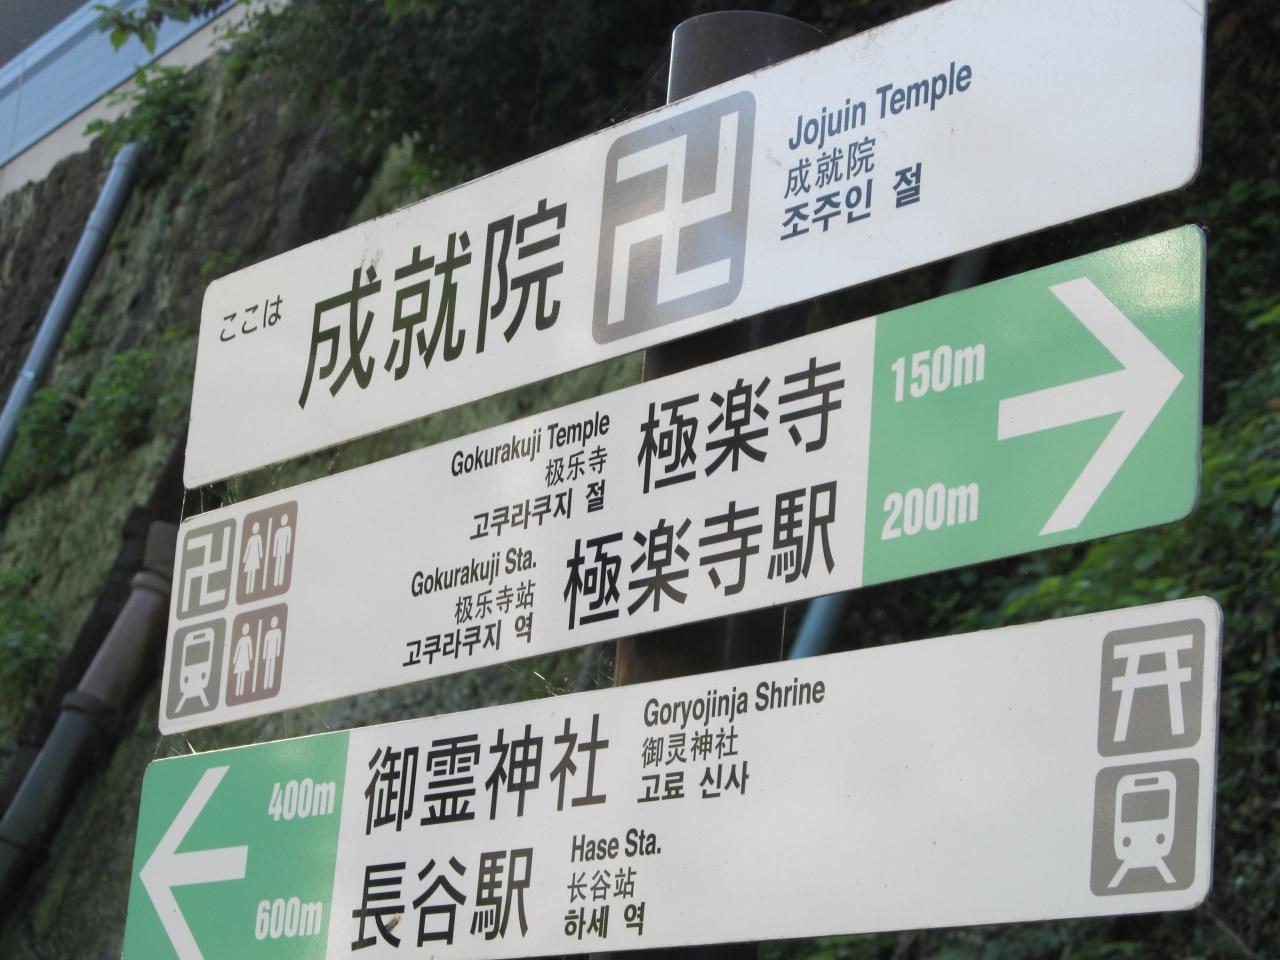 ここは 成就院
Jojuin Temple
成就院
조주인 절
Gokurakuji Temple
极乐寺
고쿠라쿠지 절
極楽寺
150m
Gokurakuji Sta.
极乐寺站
고쿠라쿠지 역
極楽寺駅
200m
400m
御霊神社
Goryojinja Shrine
御灵神社
고료 신사
600m
長谷駅
Hase Sta.
长谷站
하세 역